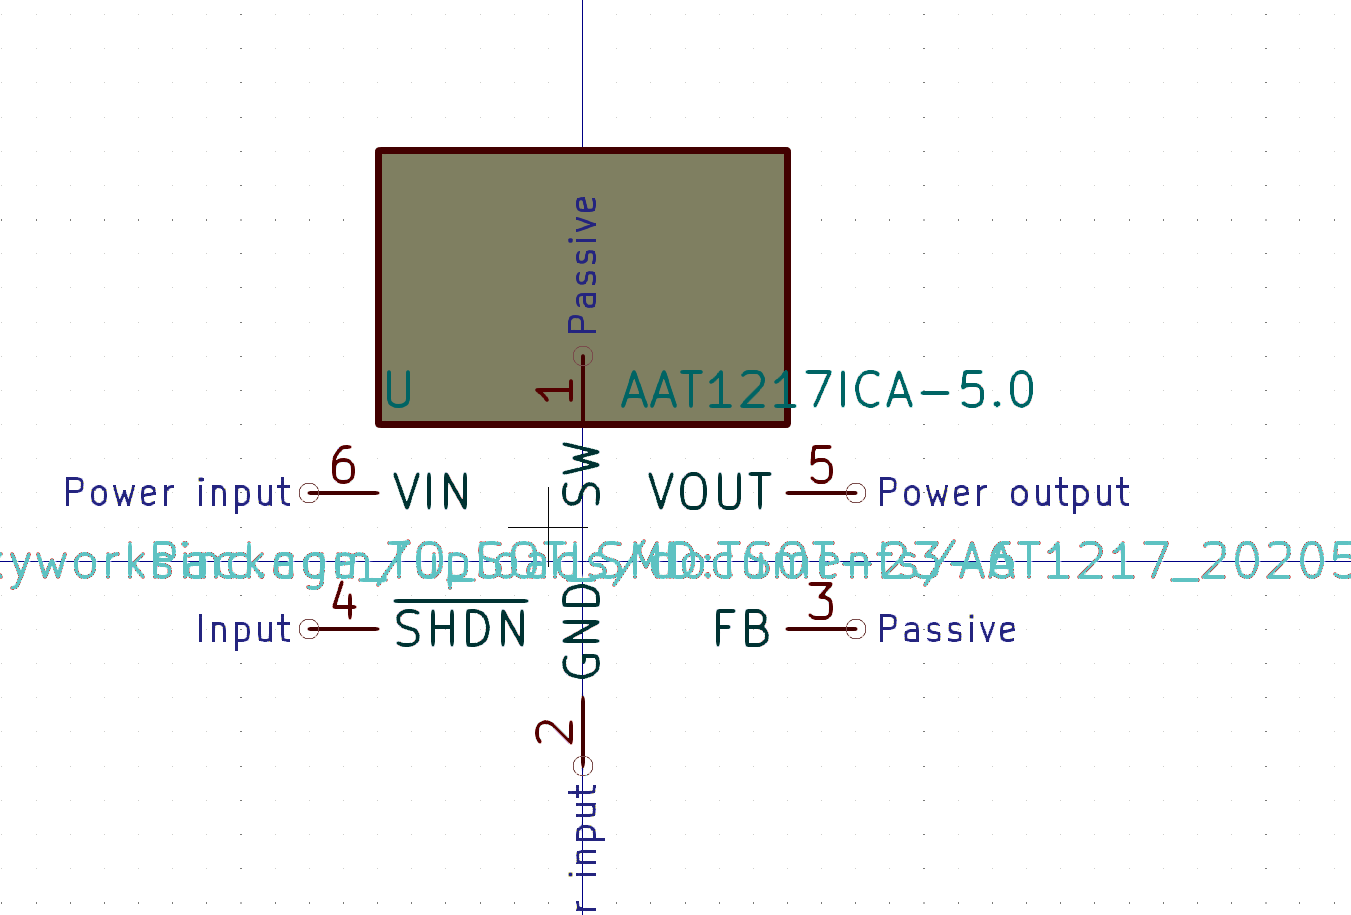 Passive
1
U
AAT1217ICA-5.0
SW
6
VIN
Power input
VOUT
5
Power output
4
SHDN
Input
GND
FB
3
Passive
2
r input